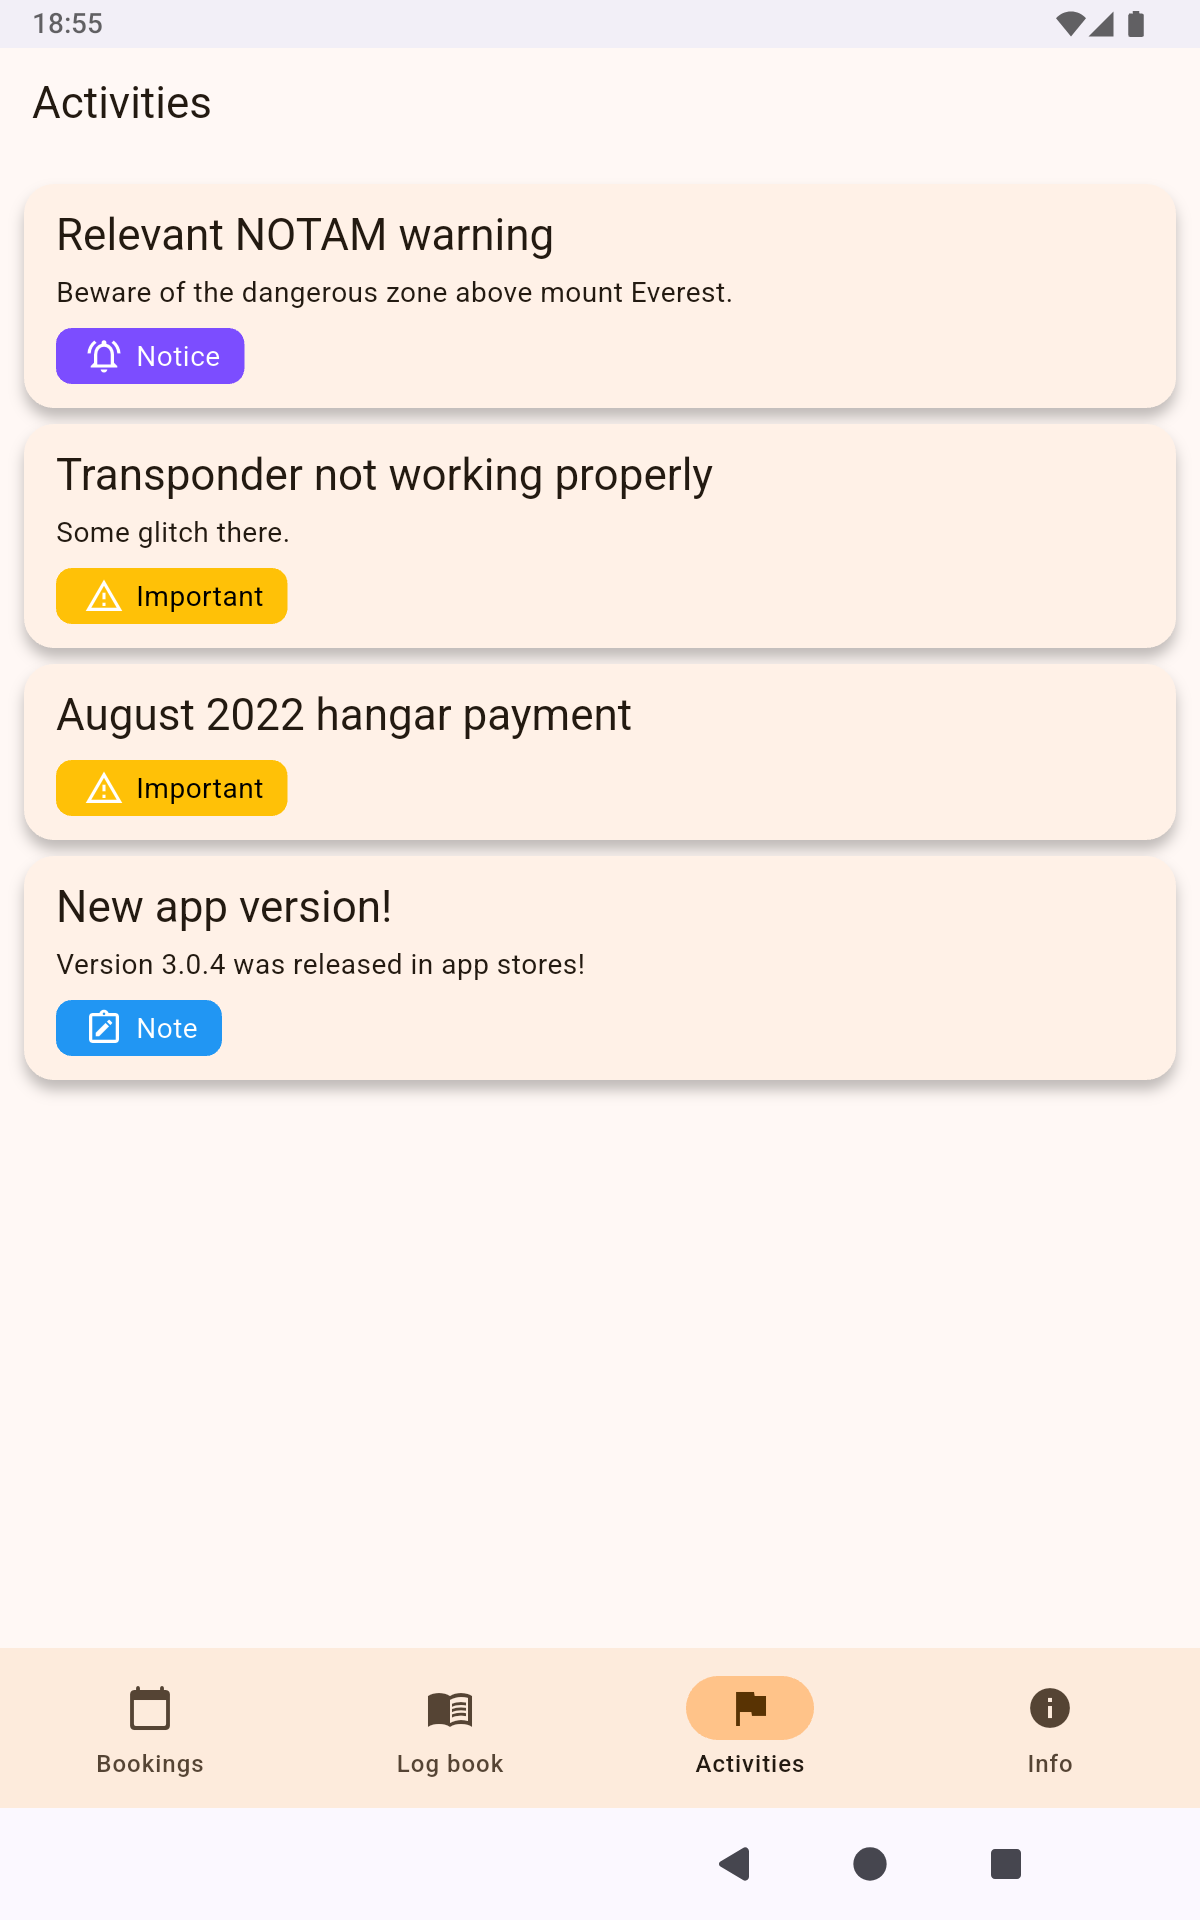 18:55
Activities
Relevant NOTAM warning
Beware of the dangerous zone above mount Everest.
Notice
Transponder not working properly
Some glitch there.
Important
August 2022 hangar payment
Important
New app version!
Version 3.0.4 was released in app stores!
Note
Bookings
Log book
Activities
Info